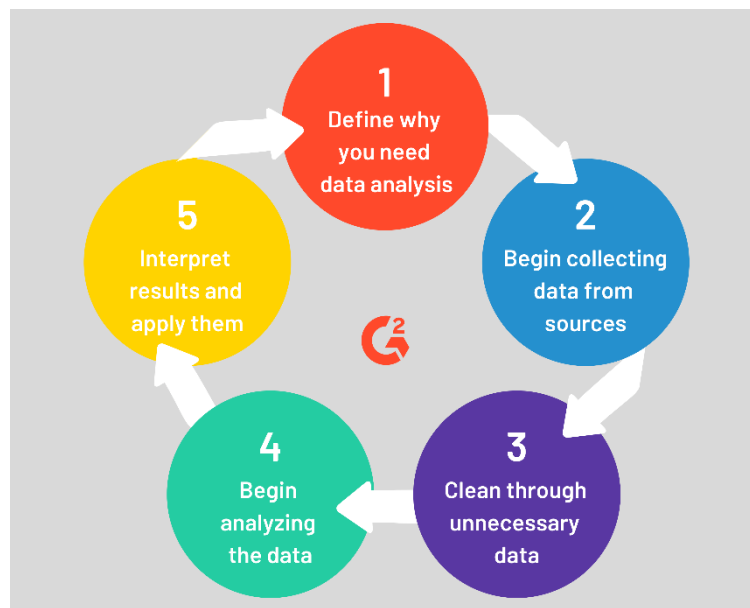 1
Define why
you need
data analysis
2
Begin collecting
data from
sources
3
Clean through
unnecessary
data
4
Begin
analyzing
the data
5
Interpret
results and
apply them
G2